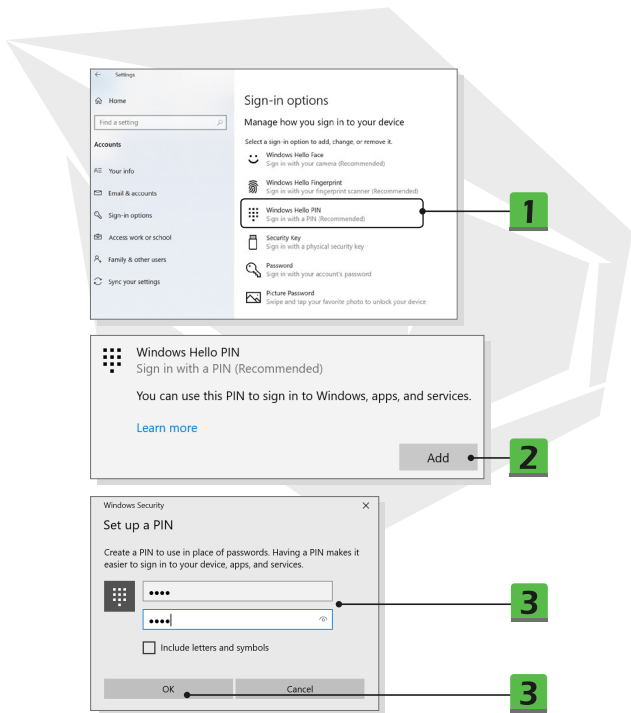 Settings
Home
Find a setting
Accounts
Your info
Email & accounts
Sign-in options
Access work or school
Family & other users
Sync your settings
Sign-in options
Manage how you sign in to your device
Select a sign-in option to add, change, or remove it.
Windows Hello Face
Sign in with your camera (Recommended)
Windows Hello Fingerprint
Sign in with your fingerprint scanner (Recommended)
Windows Hello PIN
Sign in with a PIN (Recommended)
Security Key
Sign in with a physical security key
Password
Sign in with your account's password
Picture Password
Swipe and tap your favorite photo to unlock your device
1
Windows Hello PIN
Sign in with a PIN (Recommended)
You can use this PIN to sign in to Windows, apps, and services.
Learn more
Add
2
Windows Security
Set up a PIN
Create a PIN to use in place of passwords. Having a PIN makes it
easier to sign in to your device, apps, and services.
3
Include letters and symbols
OK
Cancel
3